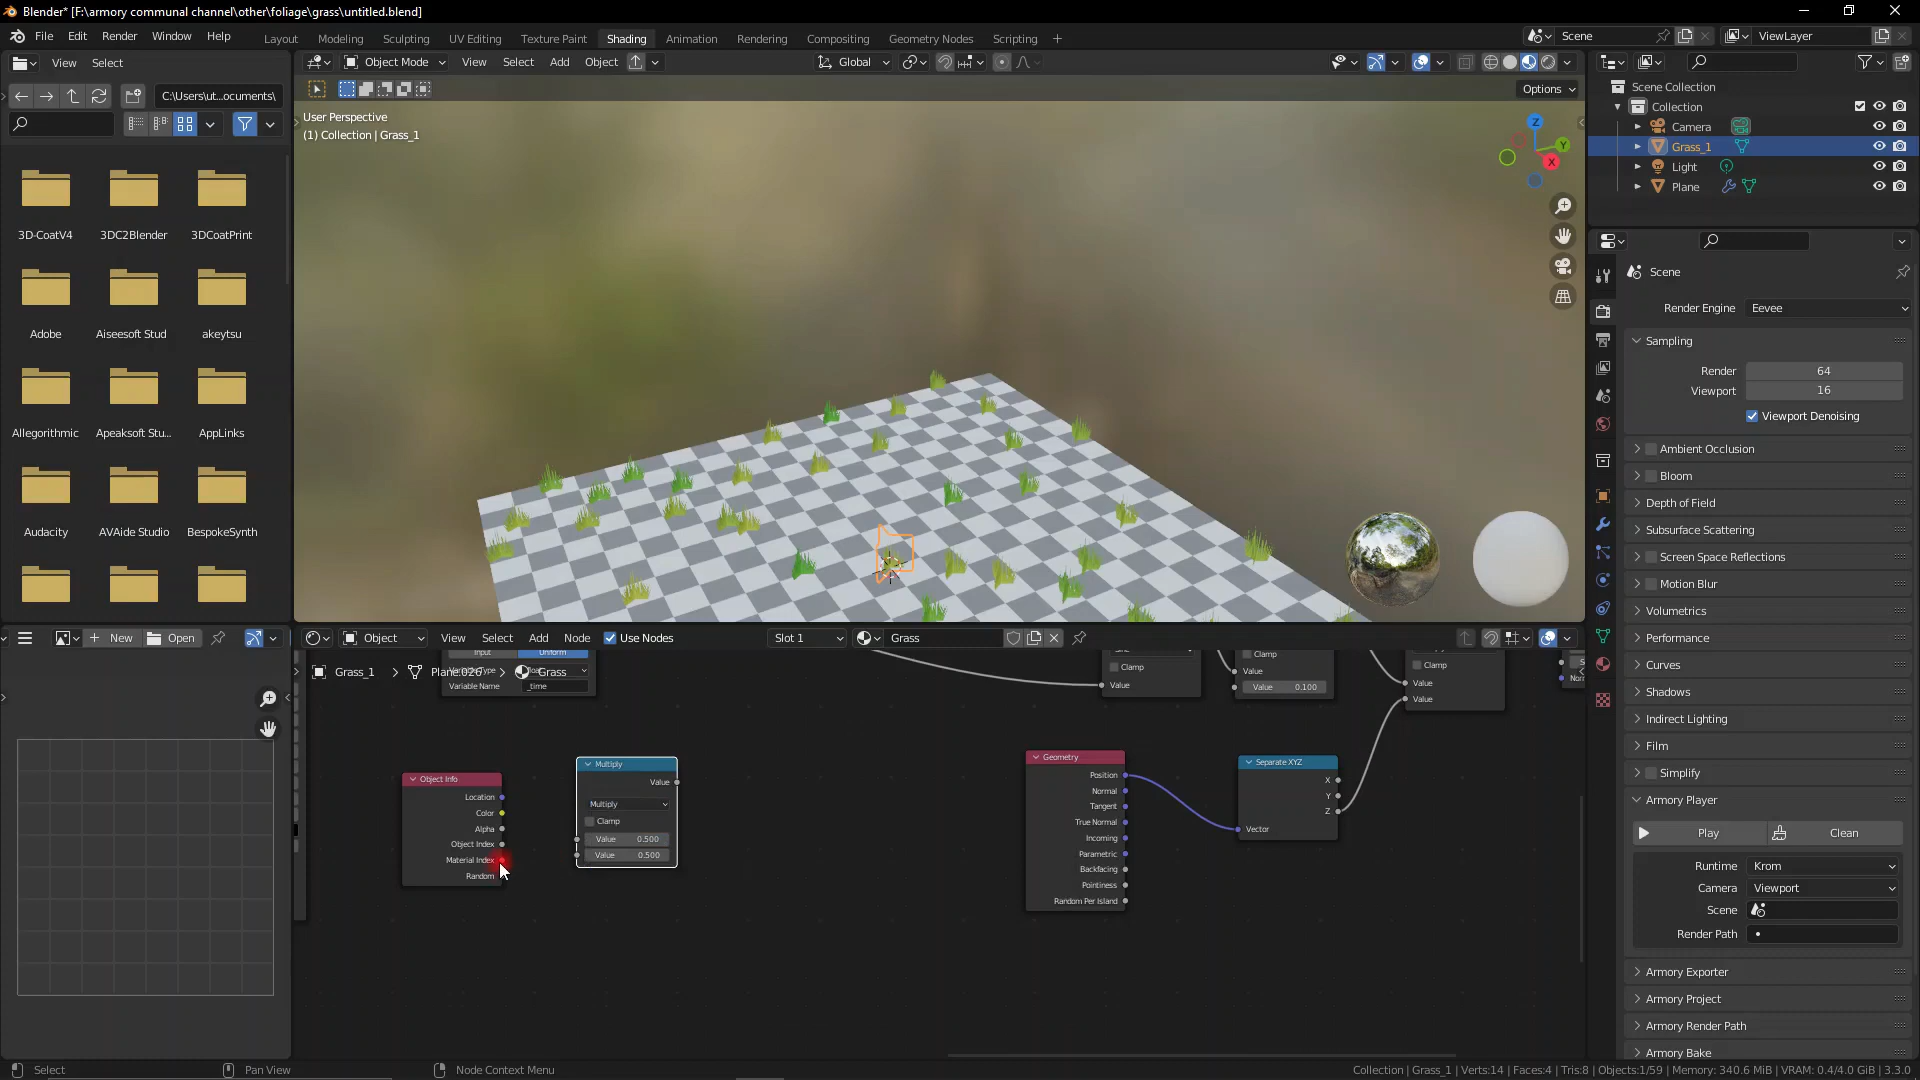 Blender* [F:\armory communal channel\other\foliage\grass\untitled.blend]
File Edit Render Window Help
Layout Modeling Sculpting UV Editing Texture Paint Shading Animation Rendering Compositing Geometry Nodes Scripting
Scene
ViewLayer
View Select
Object Mode View Select Add Object
Global
C:\Users\ut...ocuments\
Options
User Perspective
(1) Collection | Grass_1
Z
Y
X
Scene Collection
Collection
Camera
Grass_1
Light
Plane
3D-CoatV4 3DC2Blender 3DCoatPrint
Adobe Aiseesoft Stud akeytsu
Allegorithmic Apeaksoft Stu... AppLinks
Audacity AVAide Studio BespokeSynth
Scene
Render Engine Eevee
Sampling
Render 64
Viewport 16
Viewport Denoising
Ambient Occlusion
Bloom
Depth of Field
Subsurface Scattering
Screen Space Reflections
Motion Blur
Volumetrics
Performance
Curves
Shadows
Indirect Lighting
Film
Simplify
Armory Player
Play Clean
Runtime Krom
Camera Viewport
Scene
Render Path
Armory Exporter
Armory Project
Armory Render Path
Armory Bake
New Open
Object View Select Add Node Use Nodes Slot 1 Grass
Grass_1 Plane.026 Grass
Input Uniform
Variable Name _time
Clamp
Value
Clamp
Value
Value 0.100
Clamp
Value
Value
Object Info
Location
Color
Alpha
Object Index
Material Index
Random
Multiply
Value
Multiply
Clamp
Value 0.500
Value 0.500
Geometry
Position
Normal
Tangent
True Normal
Incoming
Parametric
Backfacing
Pointiness
Random Per Island
Separate XYZ
X
Y
Z
Vector
Select Pan View Node Context Menu
Collection | Grass_1 | Verts:14 | Faces:4 | Tris:8 | Objects:1/59 | Memory: 340.6 MiB | VRAM: 0.4/4.0 GiB | 3.3.0